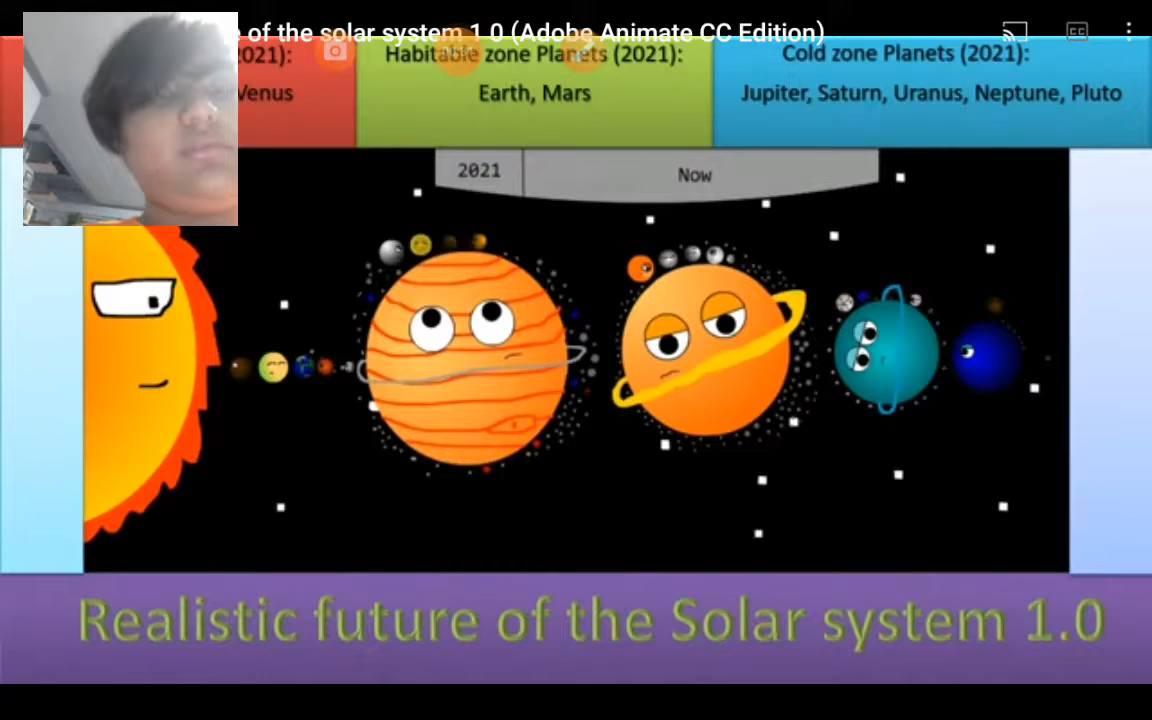 e of the solar system 1 0 (Adobe Animate CC Edition)
2021):
Venus
Habitable zone Planets (2021):
Earth, Mars
Cold zone Planets (2021):
Jupiter, Saturn, Uranus, Neptune, Pluto
CC
2021
Now
Realistic future of the Solar system 1.0